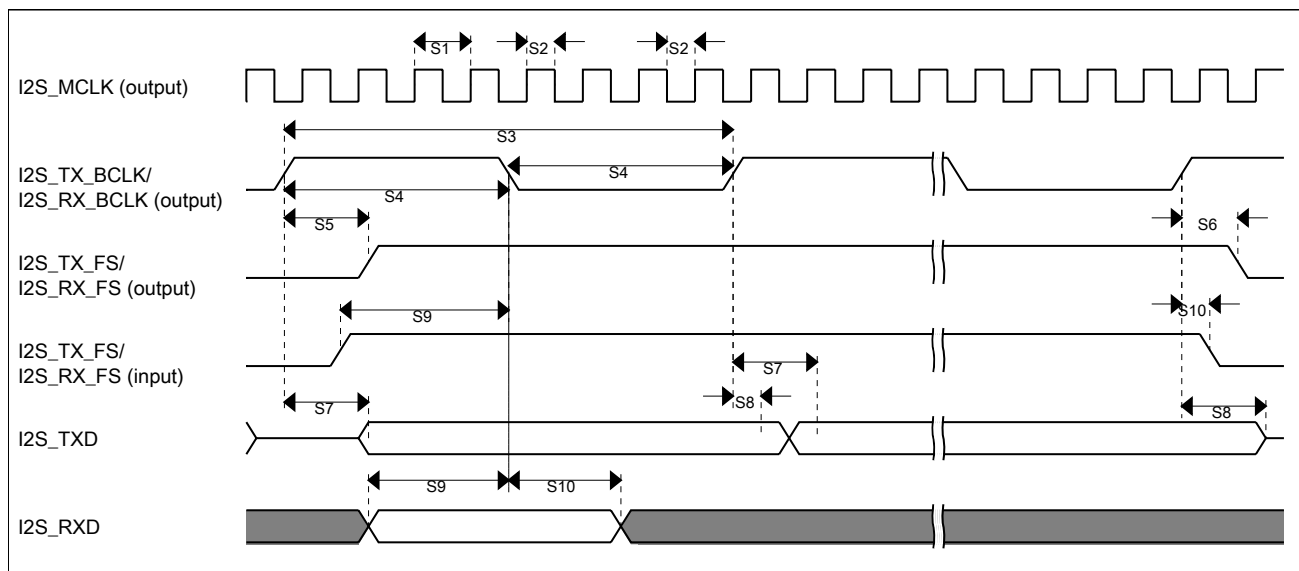 S1
S2
S2
I2S_MCLK (output)
S3
I2S_TX_BCLK/
I2S_RX_BCLK (output)
S4
S4
S5
S6
I2S_TX_FS/
I2S_RX_FS (output)
S9
S10
I2S_TX_FS/
I2S_RX_FS (input)
S7
S8
S7
S8
I2S_TXD
S9
S10
I2S_RXD